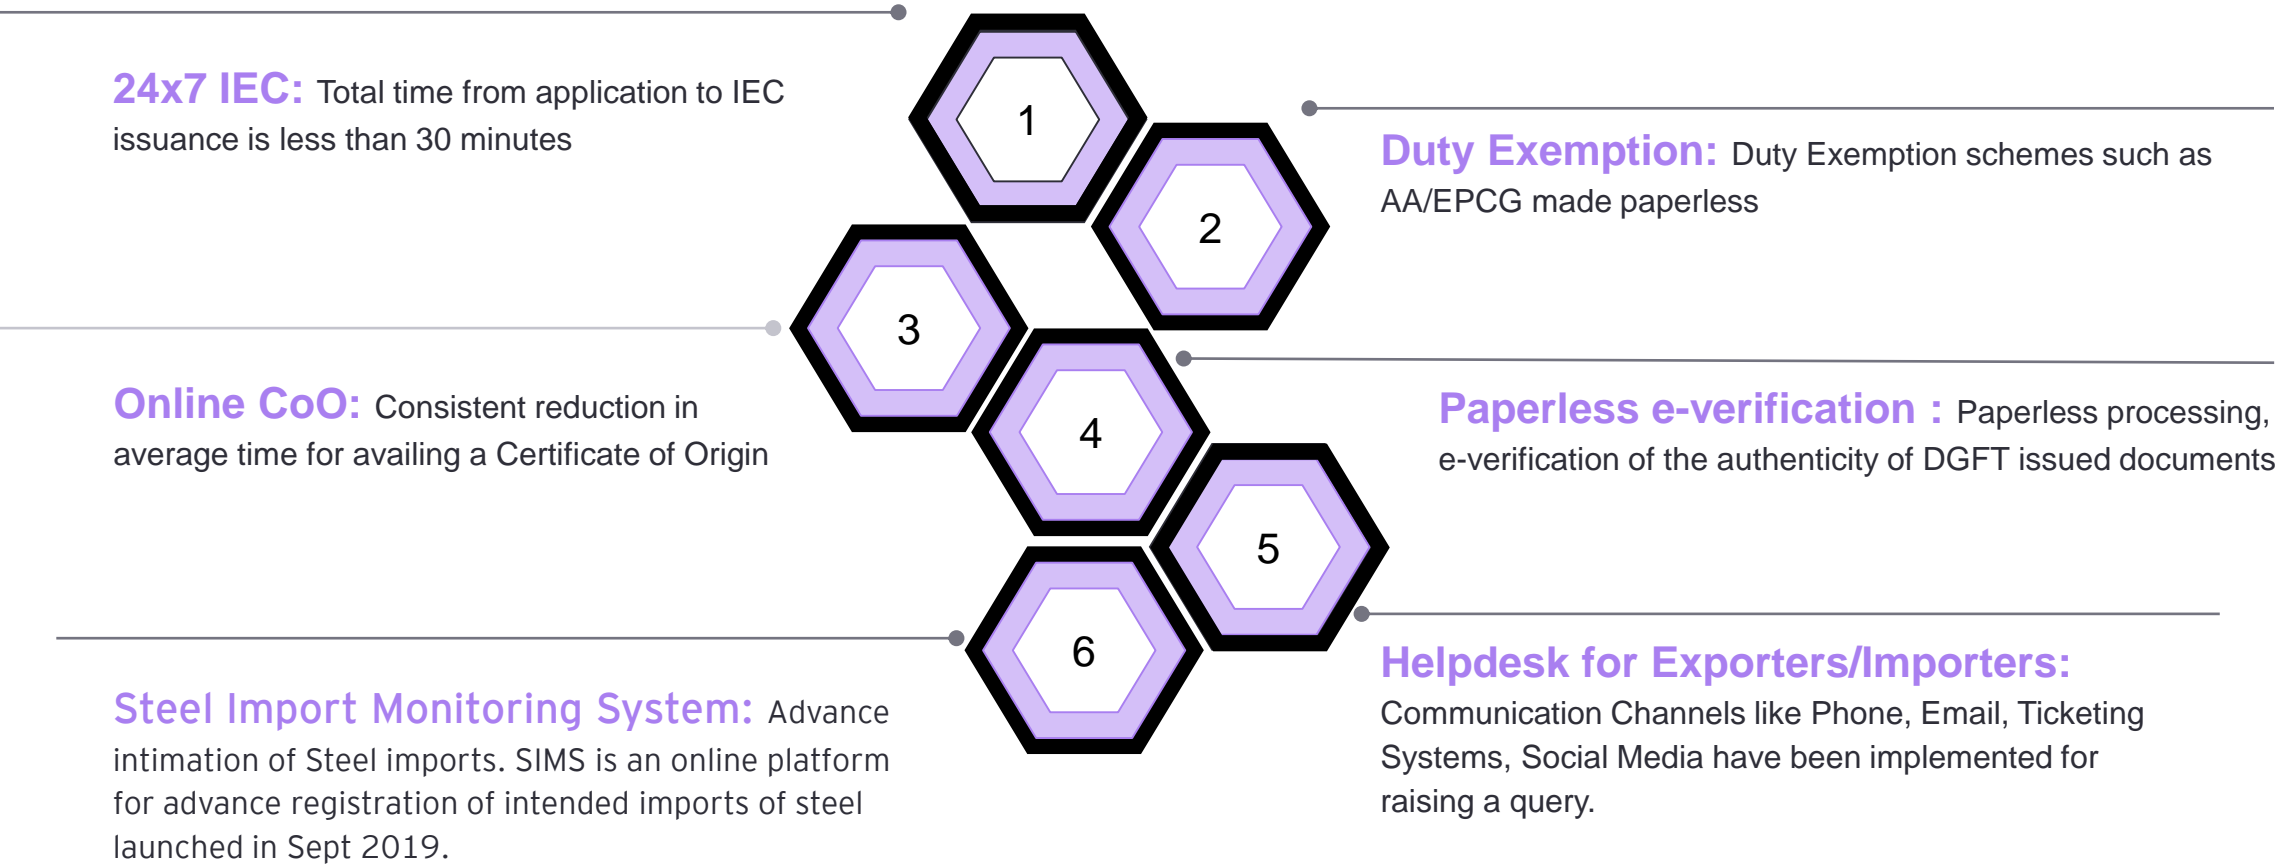 1
24x7 IEC: Total time from application to IEC
issuance is less than 30 minutes
2
Duty Exemption: Duty Exemption schemes such as
AA/EPCG made paperless
3
Online CoO: Consistent reduction in
average time for availing a Certificate of Origin
4
Paperless e-verification : Paperless processing,
e-verification of the authenticity of DGFT issued documents
5
Helpdesk for Exporters/Importers:
Communication Channels like Phone, Email, Ticketing
Systems, Social Media have been implemented for
raising a query.
6
Steel Import Monitoring System: Advance
intimation of Steel imports. SIMS is an online platform
for advance registration of intended imports of steel
launched in Sept 2019.